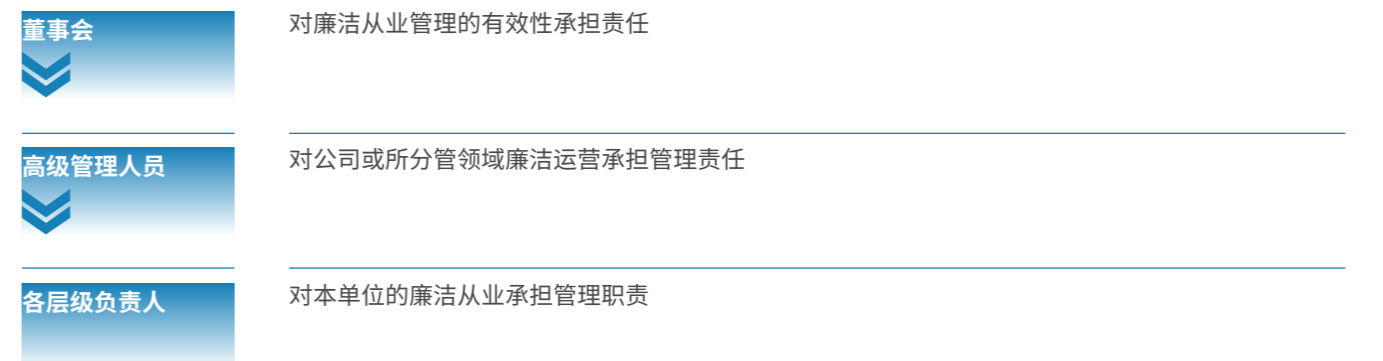 董事会
对廉洁从业管理的有效性承担责任
高级管理人员
对公司或所分管领域廉洁运营承担管理责任
各层级负责人
对本单位的廉洁从业承担管理职责